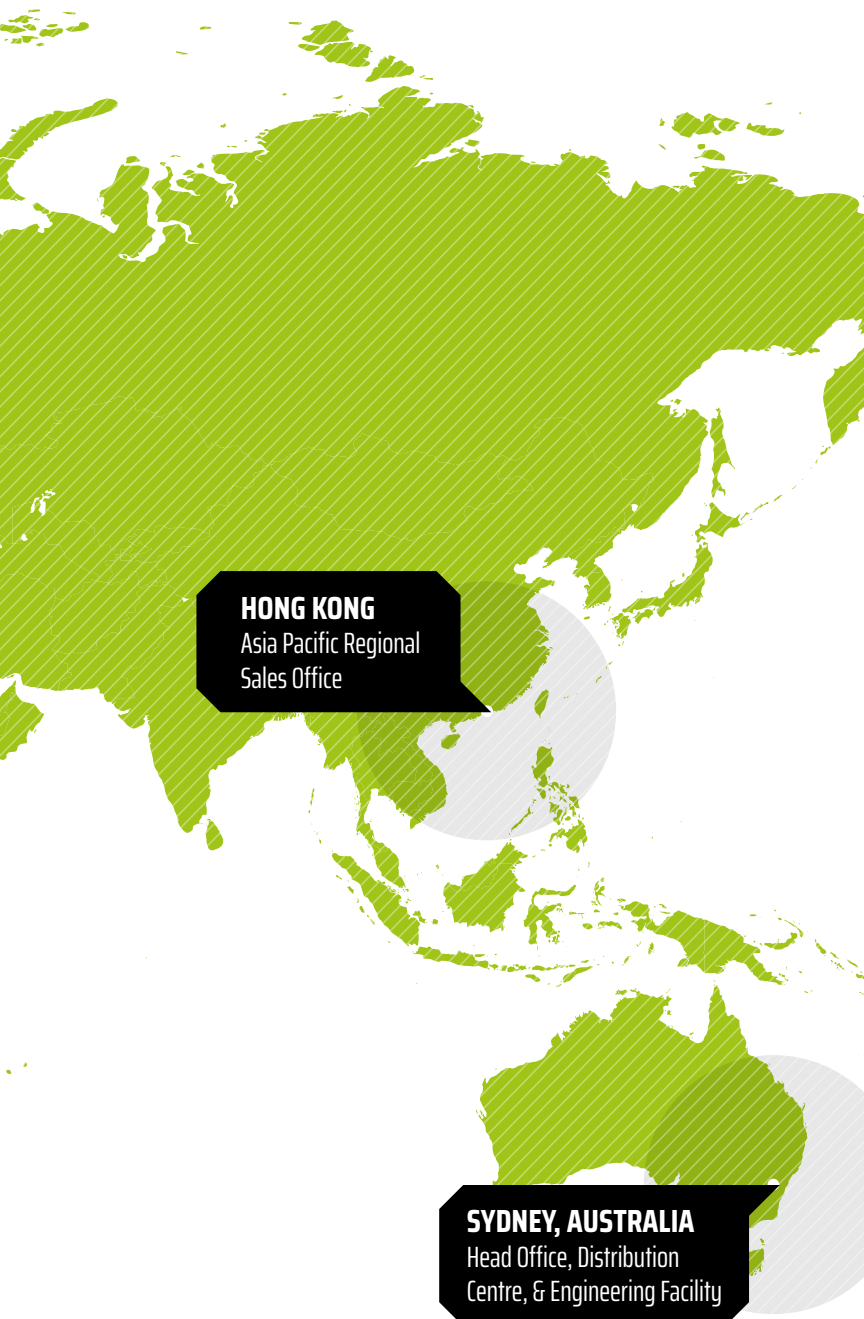 HONG KONG
Asia Pacific Regional
Sales Office
SYDNEY, AUSTRALIA
Head Office, Distribution
Centre, & Engineering Facility